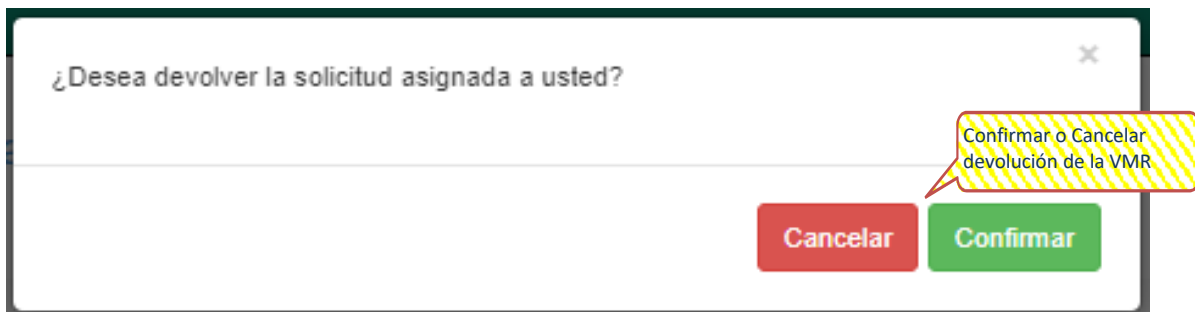 ¿Desea devolver la solicitud asignada a usted?
×
Confirmar o Cancelar
devolución de la VMR
Cancelar Confirmar